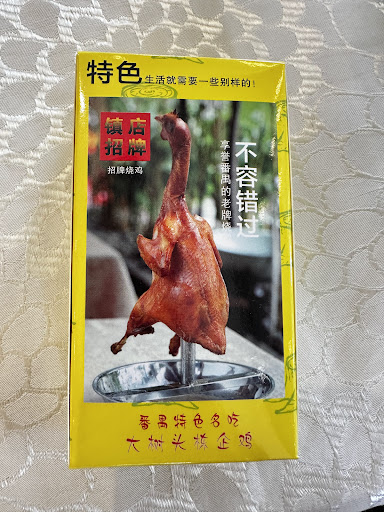 特色 生活就需要一些别样的!
镇店
招牌
招牌烧鸡
不容错过
享誉番禺的老牌烧
番禺特色名吃
大树头烧企鸡